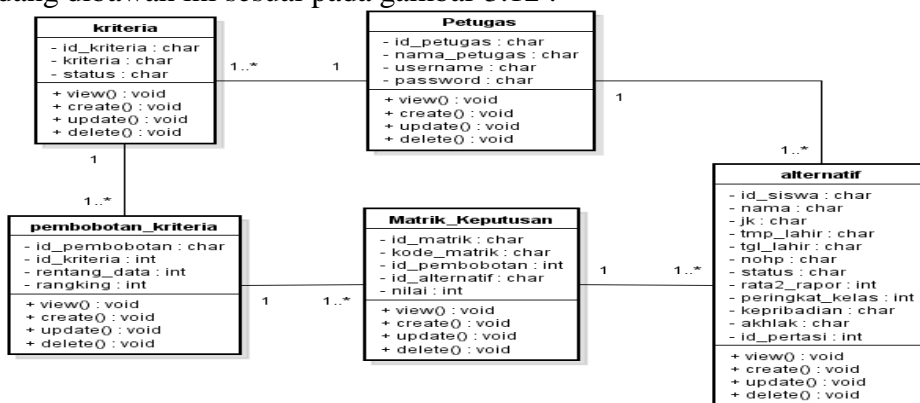 dang dibawah ini sesuai pada gambar 3.12 :
kriteria
- id_kriteria : char
- kriteria : char
- status : char
+ view() : void
+ create() : void
+ update() : void
+ delete() : void
1..*
1
Petugas
- id_petugas : char
- nama_petugas : char
- username : char
- password : char
+ view() : void
+ create() : void
+ update() : void
+ delete() : void
1
1..*
1
1..*
pembobotan_kriteria
- id_pembobotan : char
- id_kriteria : int
- rentang_data : int
- rangking : int
+ view() : void
+ create() : void
+ update() : void
+ delete() : void
1
1..*
Matrik_Keputusan
- id_matrik : char
- kode_matrik : char
- id_pembobotan : int
- id_alternatif : char
- nilai : int
+ view() : void
+ create() : void
+ update() : void
+ delete() : void
1
1..*
alternatif
- id_siswa : char
- nama : char
- jk : char
- tmp_lahir : char
- tgl_lahir : char
- nohp : char
- status : char
- rata2_rapor : int
- peringkat_kelas : int
- kepribadian : char
- akhlak : char
- id_pertasi : int
+ view() : void
+ create() : void
+ update() : void
+ delete() : void